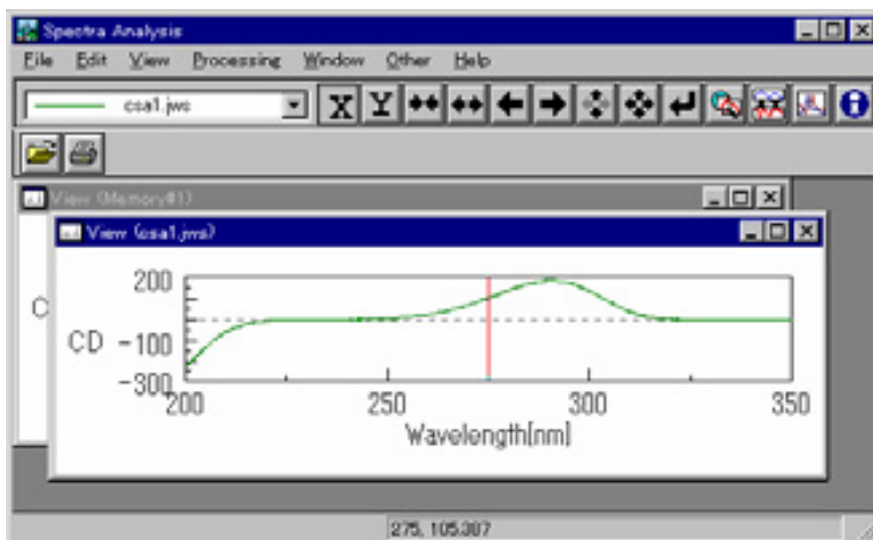 Spectra Analysis
File Edit View Processing Window Other Help
csa1.jws X Y
View (Memory#1)
View (csa1.jws)
200
C
CD -100
-300
200 250 300 350
Wavelength[nm]
275, 105.387